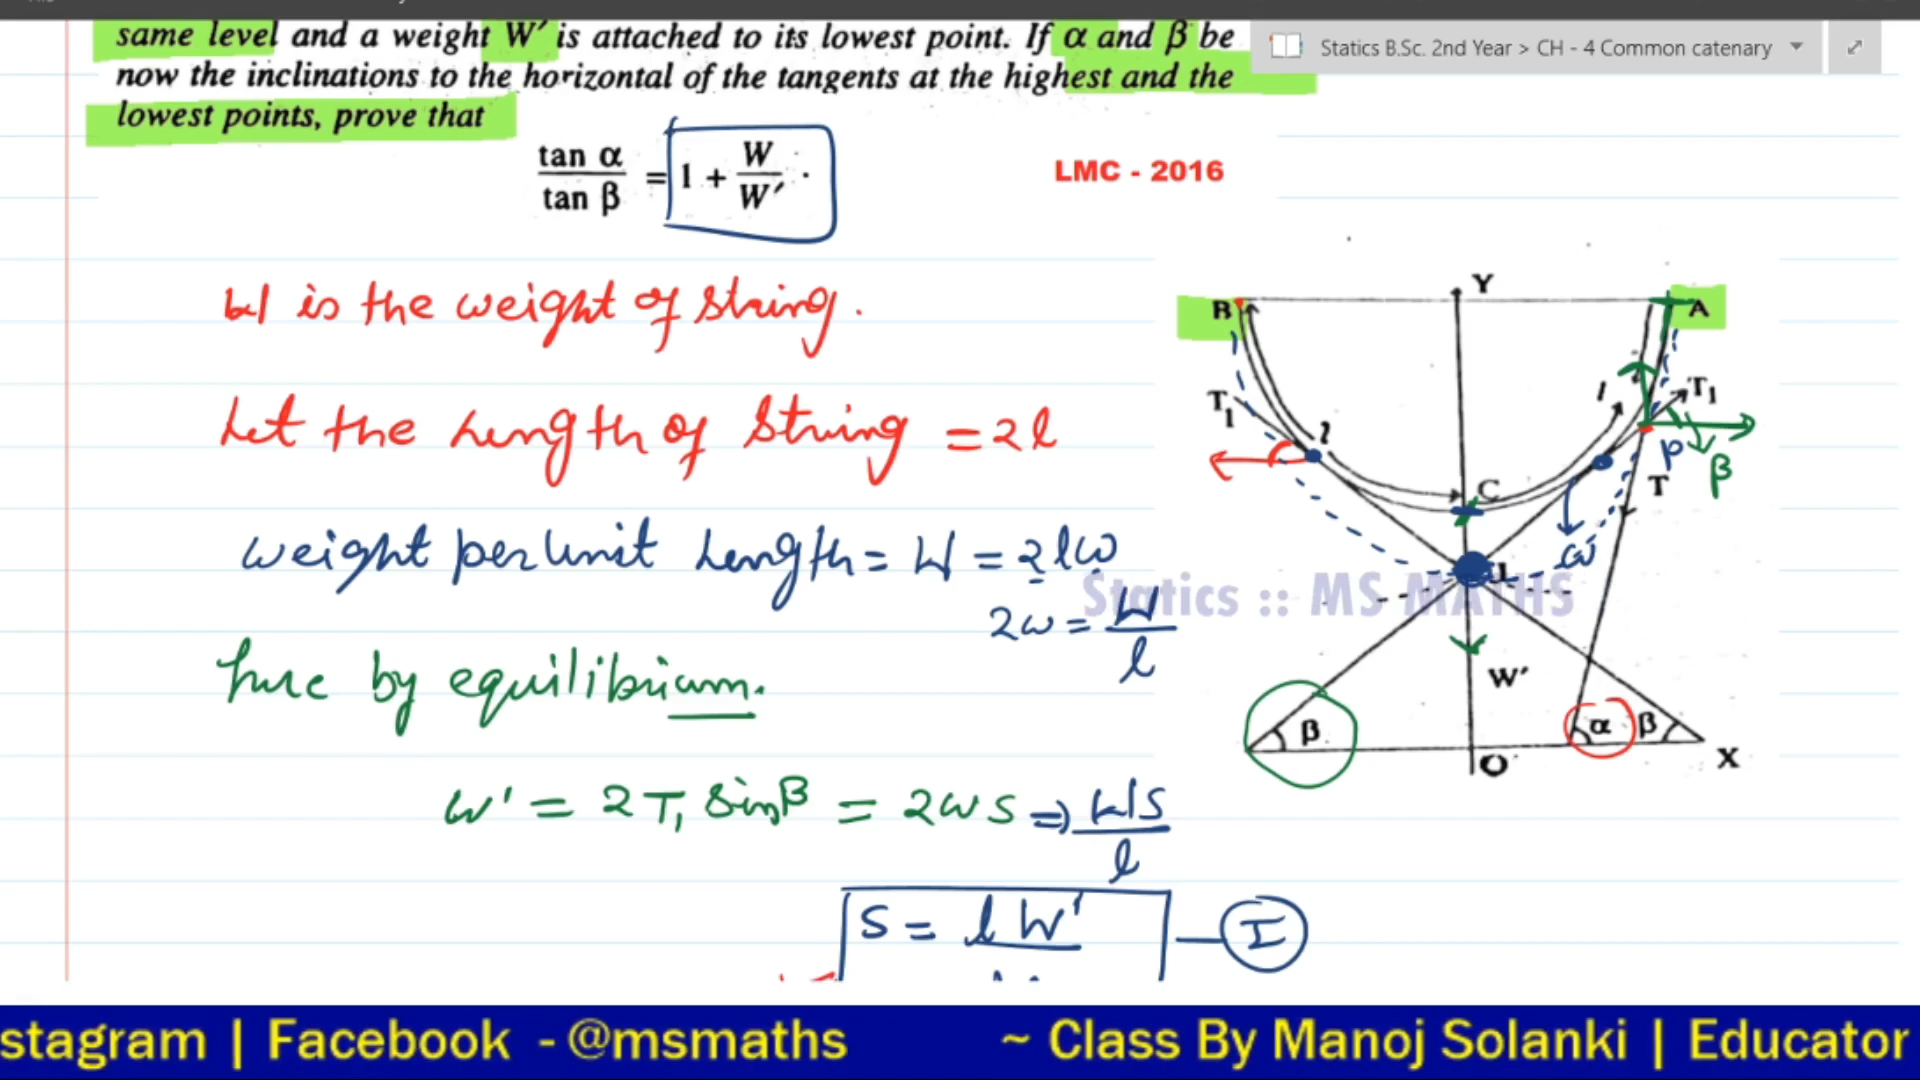 same level and a weight W′ is attached to its lowest point. If α and β be
now the inclinations to the horizontal of the tangents at the highest and the
lowest points, prove that
Statics B.Sc. 2nd Year > CH - 4 Common catenary
tan α / tan β = 1 + W / W′ .
LMC - 2016
W is the weight of string.
Let the Length of string = 2l
weight per unit Length = W = 2lω
2ω = W / l
here by equilibrium.
W' = 2T₁ sinβ = 2ωs ⇒ Ws / l
s = l W' — I
Y
B A
T₁ l l T₁
C P β
T
ω
L
W′
β α β
O X
Statics :: MS MATHS
stagram | Facebook - @msmaths ~ Class By Manoj Solanki | Educator